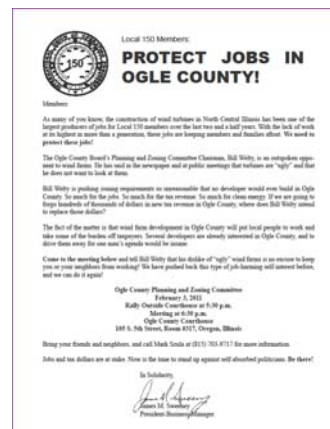 150
Local 150 Members:
PROTECT JOBS IN
OGLE COUNTY!
Members:
As many of you know, the construction of wind turbines in North Central Illinois has been one of the
largest producers of jobs for Local 150 members over the last two and a half years. With the lack of work
at its highest in more than a generation, these jobs are keeping members and families afloat. We need to
protect these jobs!
The Ogle County Board's Planning and Zoning Committee Chairman, Bill Welty, is an outspoken oppo-
nent to wind farms. He has said in the newspapers and at public meetings that turbines are "ugly" and that
he does not want to look at them.
Bill Welty is pushing zoning requirements so unreasonable that no developer would ever build in Ogle
County. So much for the jobs. So much for the tax revenue. So much for clean energy. If we are going to
forgo hundreds of thousands of dollars in new tax revenue in Ogle County, where does Bill Welty intend
to replace those dollars?
The fact of the matter is that wind farm development in Ogle County will put local people to work and
take some of the burden off taxpayers. Several developers are already interested in Ogle County, and to
drive them away for one man's agenda would be insane.
Come to the meeting below and tell Bill Welty that his dislike of "ugly" wind farms is no excuse to keep
you or your neighbors from working! We have pushed back this type of job-harming self-interest before,
and we can do it again!
Ogle County Planning and Zoning Committee
February 3, 2011
Rally Outside Courthouse at 5:30 p.m.
Meeting at 6:30 p.m.
Ogle County Courthouse
105 S. 5th Street, Room #317, Oregon, Illinois
Bring your friends and neighbors, and call Mark Scala at (815) 703-8717 for more information.
Jobs and tax dollars are at stake. Now is the time to stand up against self-absorbed politicians. Be there!
In Solidarity,
James M. Sweeney
President-Business Manager